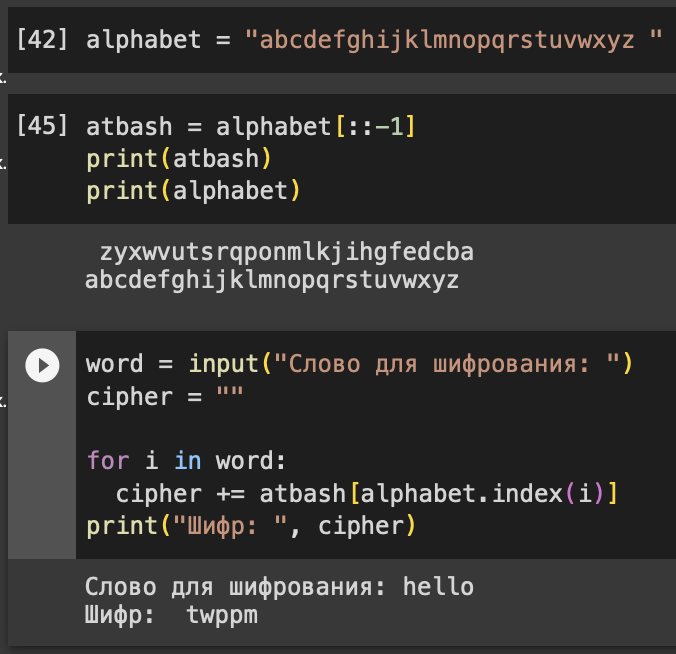 [42] alphabet = "abcdefghijklmnopqrstuvwxyz "
[45] atbash = alphabet[::-1]
print(atbash)
print(alphabet)
 zyxwvutsrqponmlkjihgfedcba
abcdefghijklmnopqrstuvwxyz
word = input("Слово для шифрования: ")
cipher = ""
for i in word:
  cipher += atbash[alphabet.index(i)]
print("Шифр: ", cipher)
Слово для шифрования: hello
Шифр:  twppm